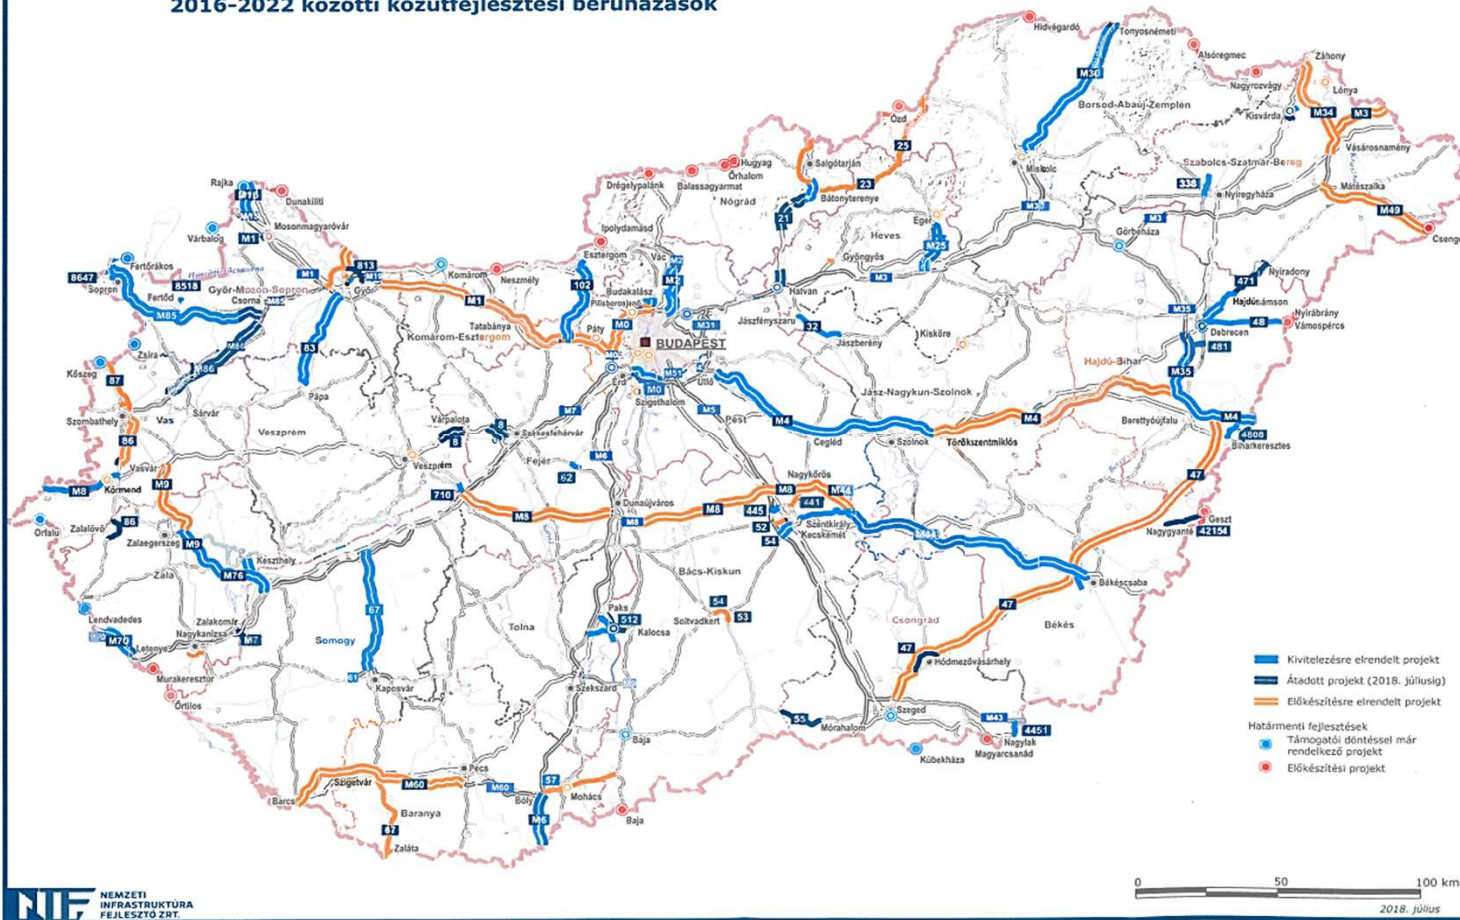 2016-2022 közötti közútfejlesztési beruházások
Hidvégardó
Tonyosnémeti
Alsóregmec
Záhony
Nagyrozvágy
Lónya
M30
Borsod-Abaúj-Zemplén
Kisvárda
M34
M3
Ózd
25
Vásárosnamény
Hugyag
Őrhalom
Salgótarján
Miskolc
Szabolcs-Szatmár-Bereg
Drégelypalánk
Balassagyarmat
23
Bátonyterenye
338
Nyíregyháza
Mátészalka
Rajka
Dunakiliti
Nógrád
21
M30
M49
Mosonmagyaróvár
Ipolydamásd
Eger
M3
Várbalog
M1
Heves
M25
Görbeháza
Csenge
Fertőrákos
Esztergom
Vác
M2
Gyöngyös
8647
Sopron
813
M1
Komárom
Neszmély
M3
471
Nyíradony
8518
Győr-Moson-Sopron
Győr
102
Budakalász
Pilisborosjenő
M2
Hatvan
Fertőd
Csorna
M85
M1
M35
Hajdúsámson
M85
Tatabánya
Páty
M0
M31
Jászfényszaru
32
Jászberény
Kisköre
Debrecen
48
Nyírábrány
Vámospércs
Zsira
83
Komárom-Esztergom
BUDAPEST
481
Kőszeg
M86
Hajdú-Bihar
87
Pápa
Érd
M51
Üllő
M35
M0
Szigethalom
Jász-Nagykun-Szolnok
Szombathely
Vas
Sárvár
M7
M5
Pest
M4
M4
Berettyóújfalu
M4
Várpalota
8
8
Székesfehérvár
Cegléd
Szolnok
Törökszentmiklós
4808
Biharkeresztes
86
Veszprém
Vasvár
Veszprém
Fejér
M6
62
Nagykőrös
47
M8
Körmend
M9
710
M8
M44
Dunaújváros
M8
441
445
Zalalövő
86
M8
M8
52
Szentkirály
Kecskemét
54
Geszt
Nagygyanté
42154
Orfalu
Zalaegerszeg
M9
Keszthely
M76
Zala
Bács-Kiskun
Békéscsaba
67
Paks
54
53
47
Lendvadedes
Zalakomár
512
Soltvadkert
Csongrád
Békés
M70
Nagykanizsa
M7
Somogy
Tolna
Kalocsa
Letenye
47
Murakeresztúr
61
Hódmezővásárhely
Kaposvár
Szekszárd
Őrtilos
55
Szeged
M43
4451
Mórahalom
Nagylak
Baja
Kübekháza
Magyarcsanád
Pécs
Szigetvár
M60
M60
57
Barcs
Bóly
Mohács
Baranya
M6
Baja
67
Zaláta
Kivitelezésre elrendelt projekt
Átadott projekt (2018. júliusig)
Előkészítésre elrendelt projekt
Határmenti fejlesztések
Támogatói döntéssel már
rendelkező projekt
Előkészítési projekt
0 50 100 km
2018. július
NIF NEMZETI
INFRASTRUKTÚRA
FEJLESZTŐ ZRT.